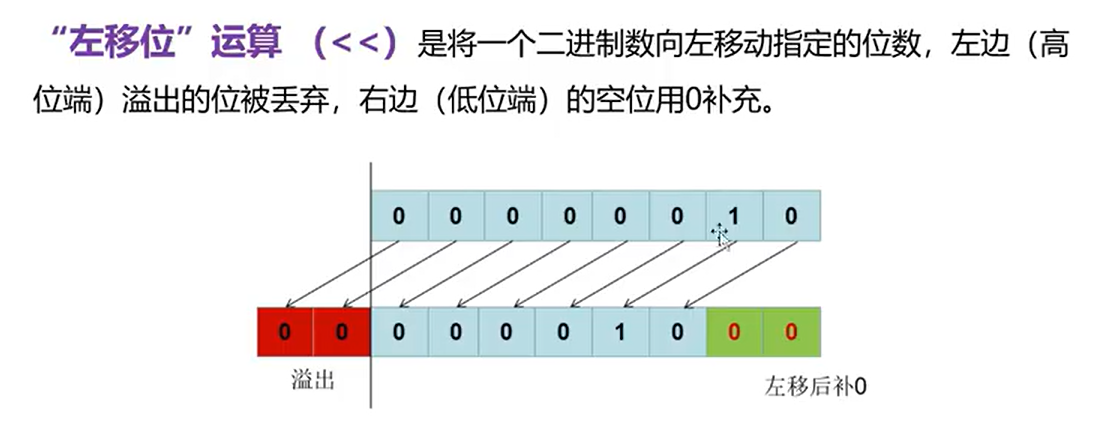 “左移位”运算 （<<）是将一个二进制数向左移动指定的位数，左边（高
位端）溢出的位被丢弃，右边（低位端）的空位用0补充。
0 0 0 0 0 0 1 0
0 0 0 0 0 0 1 0 0 0
溢出 左移后补0